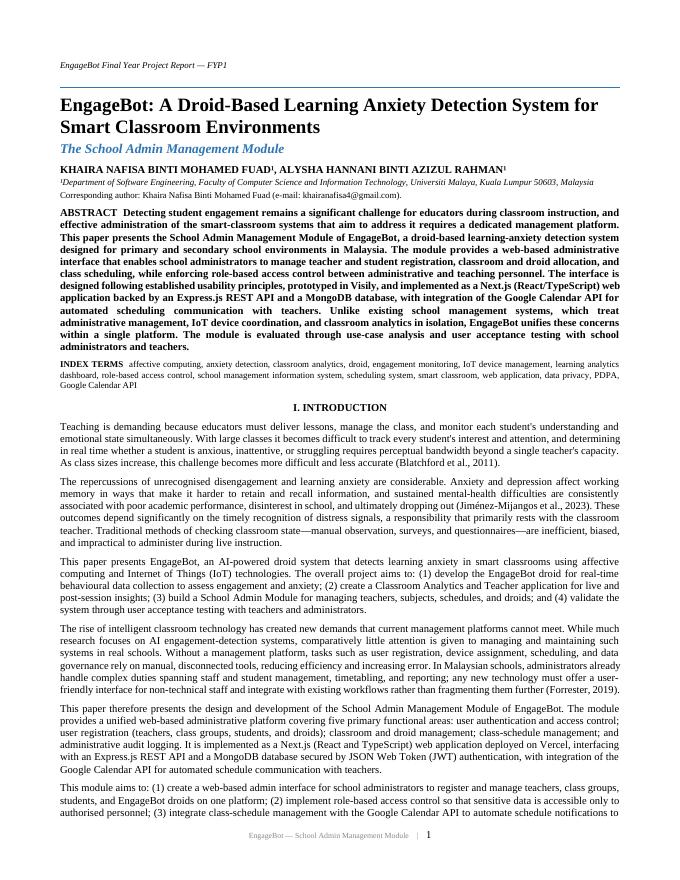 EngageBot Final Year Project Report — FYP1
EngageBot: A Droid-Based Learning Anxiety Detection System for
Smart Classroom Environments
The School Admin Management Module
KHAIRA NAFISA BINTI MOHAMED FUAD¹, ALYSHA HANNANI BINTI AZIZUL RAHMAN¹
¹Department of Software Engineering, Faculty of Computer Science and Information Technology, Universiti Malaya, Kuala Lumpur 50603, Malaysia
Corresponding author: Khaira Nafisa Binti Mohamed Fuad (e-mail: khairanafisa4@gmail.com).
ABSTRACT Detecting student engagement remains a significant challenge for educators during classroom instruction, and
effective administration of the smart-classroom systems that aim to address it requires a dedicated management platform.
This paper presents the School Admin Management Module of EngageBot, a droid-based learning-anxiety detection system
designed for primary and secondary school environments in Malaysia. The module provides a web-based administrative
interface that enables school administrators to manage teacher and student registration, classroom and droid allocation, and
class scheduling, while enforcing role-based access control between administrative and teaching personnel. The interface is
designed following established usability principles, prototyped in Visily, and implemented as a Next.js (React/TypeScript) web
application backed by an Express.js REST API and a MongoDB database, with integration of the Google Calendar API for
automated scheduling communication with teachers. Unlike existing school management systems, which treat
administrative management, IoT device coordination, and classroom analytics in isolation, EngageBot unifies these concerns
within a single platform. The module is evaluated through use-case analysis and user acceptance testing with school
administrators and teachers.
INDEX TERMS affective computing, anxiety detection, classroom analytics, droid, engagement monitoring, IoT device management, learning analytics
dashboard, role-based access control, school management information system, scheduling system, smart classroom, web application, data privacy, PDPA,
Google Calendar API
I. INTRODUCTION
Teaching is demanding because educators must deliver lessons, manage the class, and monitor each student's understanding and
emotional state simultaneously. With large classes it becomes difficult to track every student's interest and attention, and determining
in real time whether a student is anxious, inattentive, or struggling requires perceptual bandwidth beyond a single teacher's capacity.
As class sizes increase, this challenge becomes more difficult and less accurate (Blatchford et al., 2011).
The repercussions of unrecognised disengagement and learning anxiety are considerable. Anxiety and depression affect working
memory in ways that make it harder to retain and recall information, and sustained mental-health difficulties are consistently
associated with poor academic performance, disinterest in school, and ultimately dropping out (Jiménez-Mijangos et al., 2023). These
outcomes depend significantly on the timely recognition of distress signals, a responsibility that primarily rests with the classroom
teacher. Traditional methods of checking classroom state—manual observation, surveys, and questionnaires—are inefficient, biased,
and impractical to administer during live instruction.
This paper presents EngageBot, an AI-powered droid system that detects learning anxiety in smart classrooms using affective
computing and Internet of Things (IoT) technologies. The overall project aims to: (1) develop the EngageBot droid for real-time
behavioural data collection to assess engagement and anxiety; (2) create a Classroom Analytics and Teacher application for live and
post-session insights; (3) build a School Admin Module for managing teachers, subjects, schedules, and droids; and (4) validate the
system through user acceptance testing with teachers and administrators.
The rise of intelligent classroom technology has created new demands that current management platforms cannot meet. While much
research focuses on AI engagement-detection systems, comparatively little attention is given to managing and maintaining such
systems in real schools. Without a management platform, tasks such as user registration, device assignment, scheduling, and data
governance rely on manual, disconnected tools, reducing efficiency and increasing error. In Malaysian schools, administrators already
handle complex duties spanning staff and student management, timetabling, and reporting; any new technology must offer a user-
friendly interface for non-technical staff and integrate with existing workflows rather than fragmenting them further (Forrester, 2019).
This paper therefore presents the design and development of the School Admin Management Module of EngageBot. The module
provides a unified web-based administrative platform covering five primary functional areas: user authentication and access control;
user registration (teachers, class groups, students, and droids); classroom and droid management; class-schedule management; and
administrative audit logging. It is implemented as a Next.js (React and TypeScript) web application deployed on Vercel, interfacing
with an Express.js REST API and a MongoDB database secured by JSON Web Token (JWT) authentication, with integration of the
Google Calendar API for automated schedule communication with teachers.
This module aims to: (1) create a web-based admin interface for school administrators to register and manage teachers, class groups,
students, and EngageBot droids on one platform; (2) implement role-based access control so that sensitive data is accessible only to
authorised personnel; (3) integrate class-schedule management with the Google Calendar API to automate schedule notifications to
EngageBot — School Admin Management Module | 1